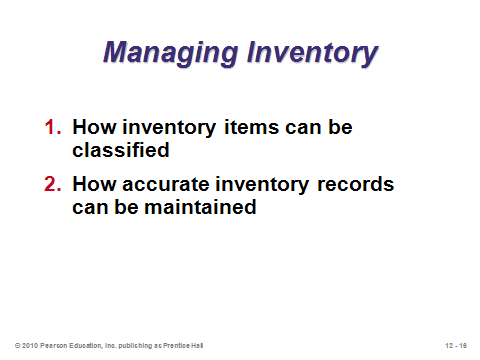 Managing Inventory
1. How inventory items can be
classified
2. How accurate inventory records
can be maintained
© 2010 Pearson Education, Inc. publishing as Prentice Hall
12 - 16